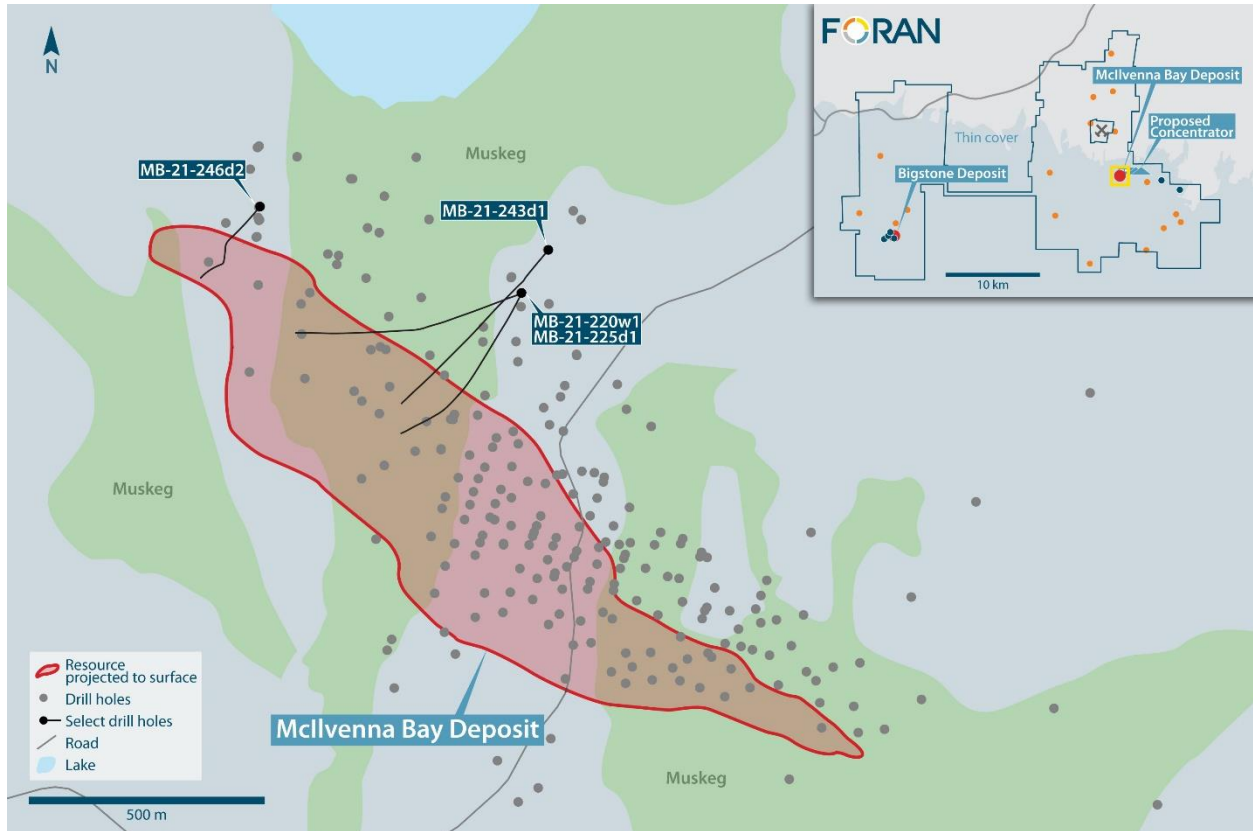 N
FORAN
McIlvenna Bay Deposit
Proposed
Concentrator
Thin cover
Bigstone Deposit
10 km
Muskeg
MB-21-246d2
MB-21-243d1
MB-21-220w1
MB-21-225d1
Muskeg
McIlvenna Bay Deposit
Muskeg
Resource
projected to surface
Drill holes
Select drill holes
Road
Lake
500 m